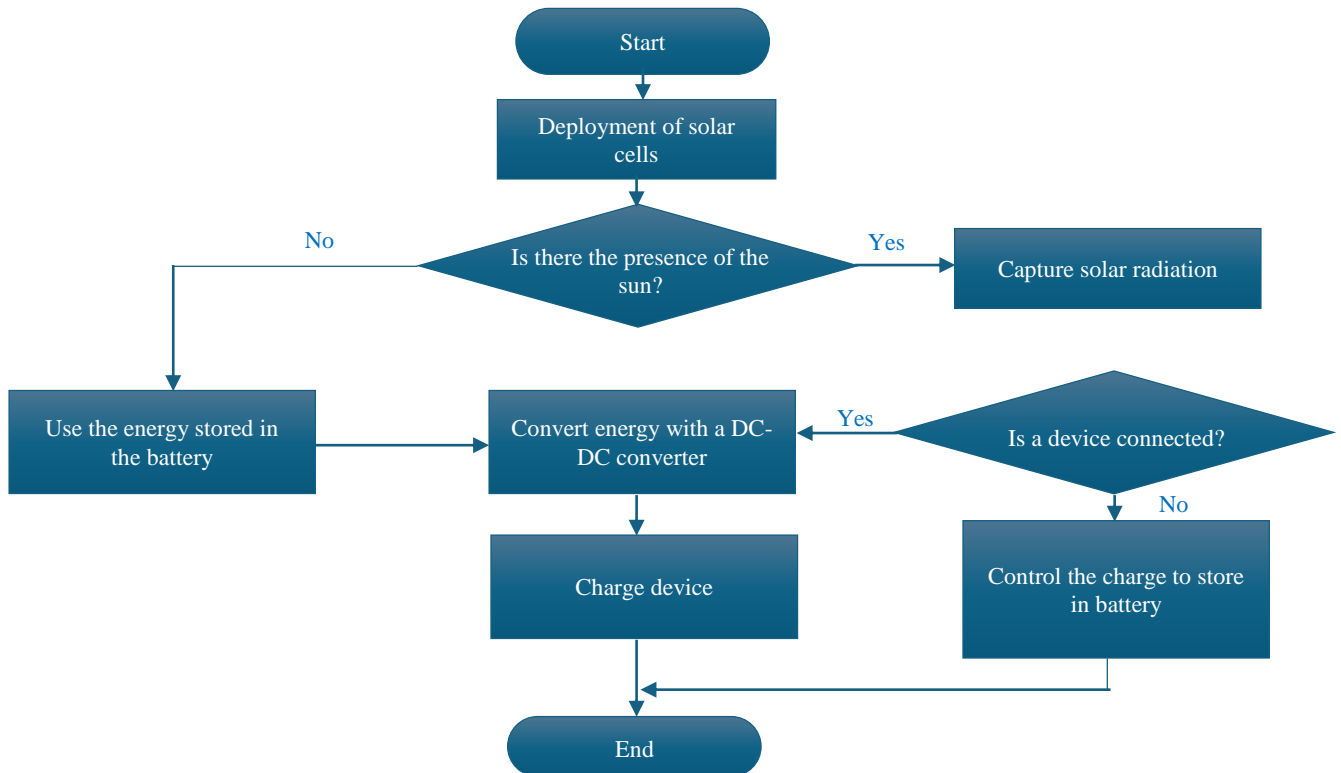 Start
Deployment of solar
cells
No
Yes
Is there the presence of the
sun?
Capture solar radiation
Use the energy stored in
the battery
Convert energy with a DC-
DC converter
Yes
Is a device connected?
No
Charge device
Control the charge to store
in battery
End